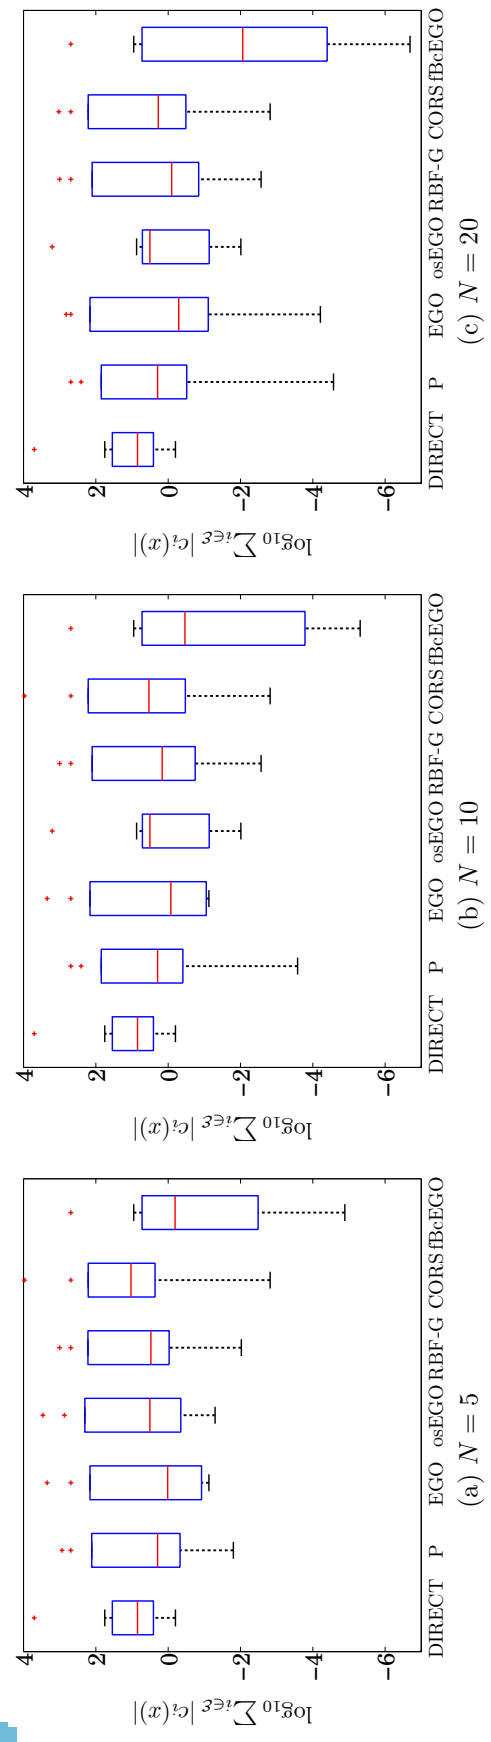 log₁₀ ∑ᵢ∈ℰ |cᵢ(x)|
4
2
0
−2
−4
−6
DIRECT P EGO osEGO RBF-G CORS fBcEGO
(a) N = 5
log₁₀ ∑ᵢ∈ℰ |cᵢ(x)|
4
2
0
−2
−4
−6
DIRECT P EGO osEGO RBF-G CORS fBcEGO
(b) N = 10
log₁₀ ∑ᵢ∈ℰ |cᵢ(x)|
4
2
0
−2
−4
−6
DIRECT P EGO osEGO RBF-G CORS fBcEGO
(c) N = 20